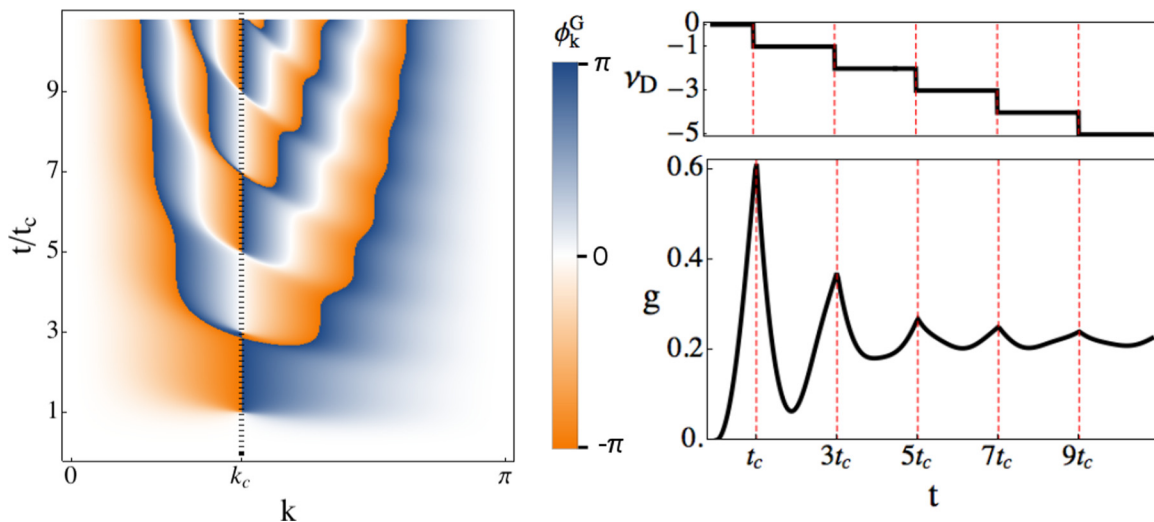 9
7
5
3
1
t/t_c
0
k_c
π
k
ϕ_k^G
π
0
-π
0
-1
-3
-5
ν_D
0.6
0.4
0.2
0.
g
t_c
3t_c
5t_c
7t_c
9t_c
t